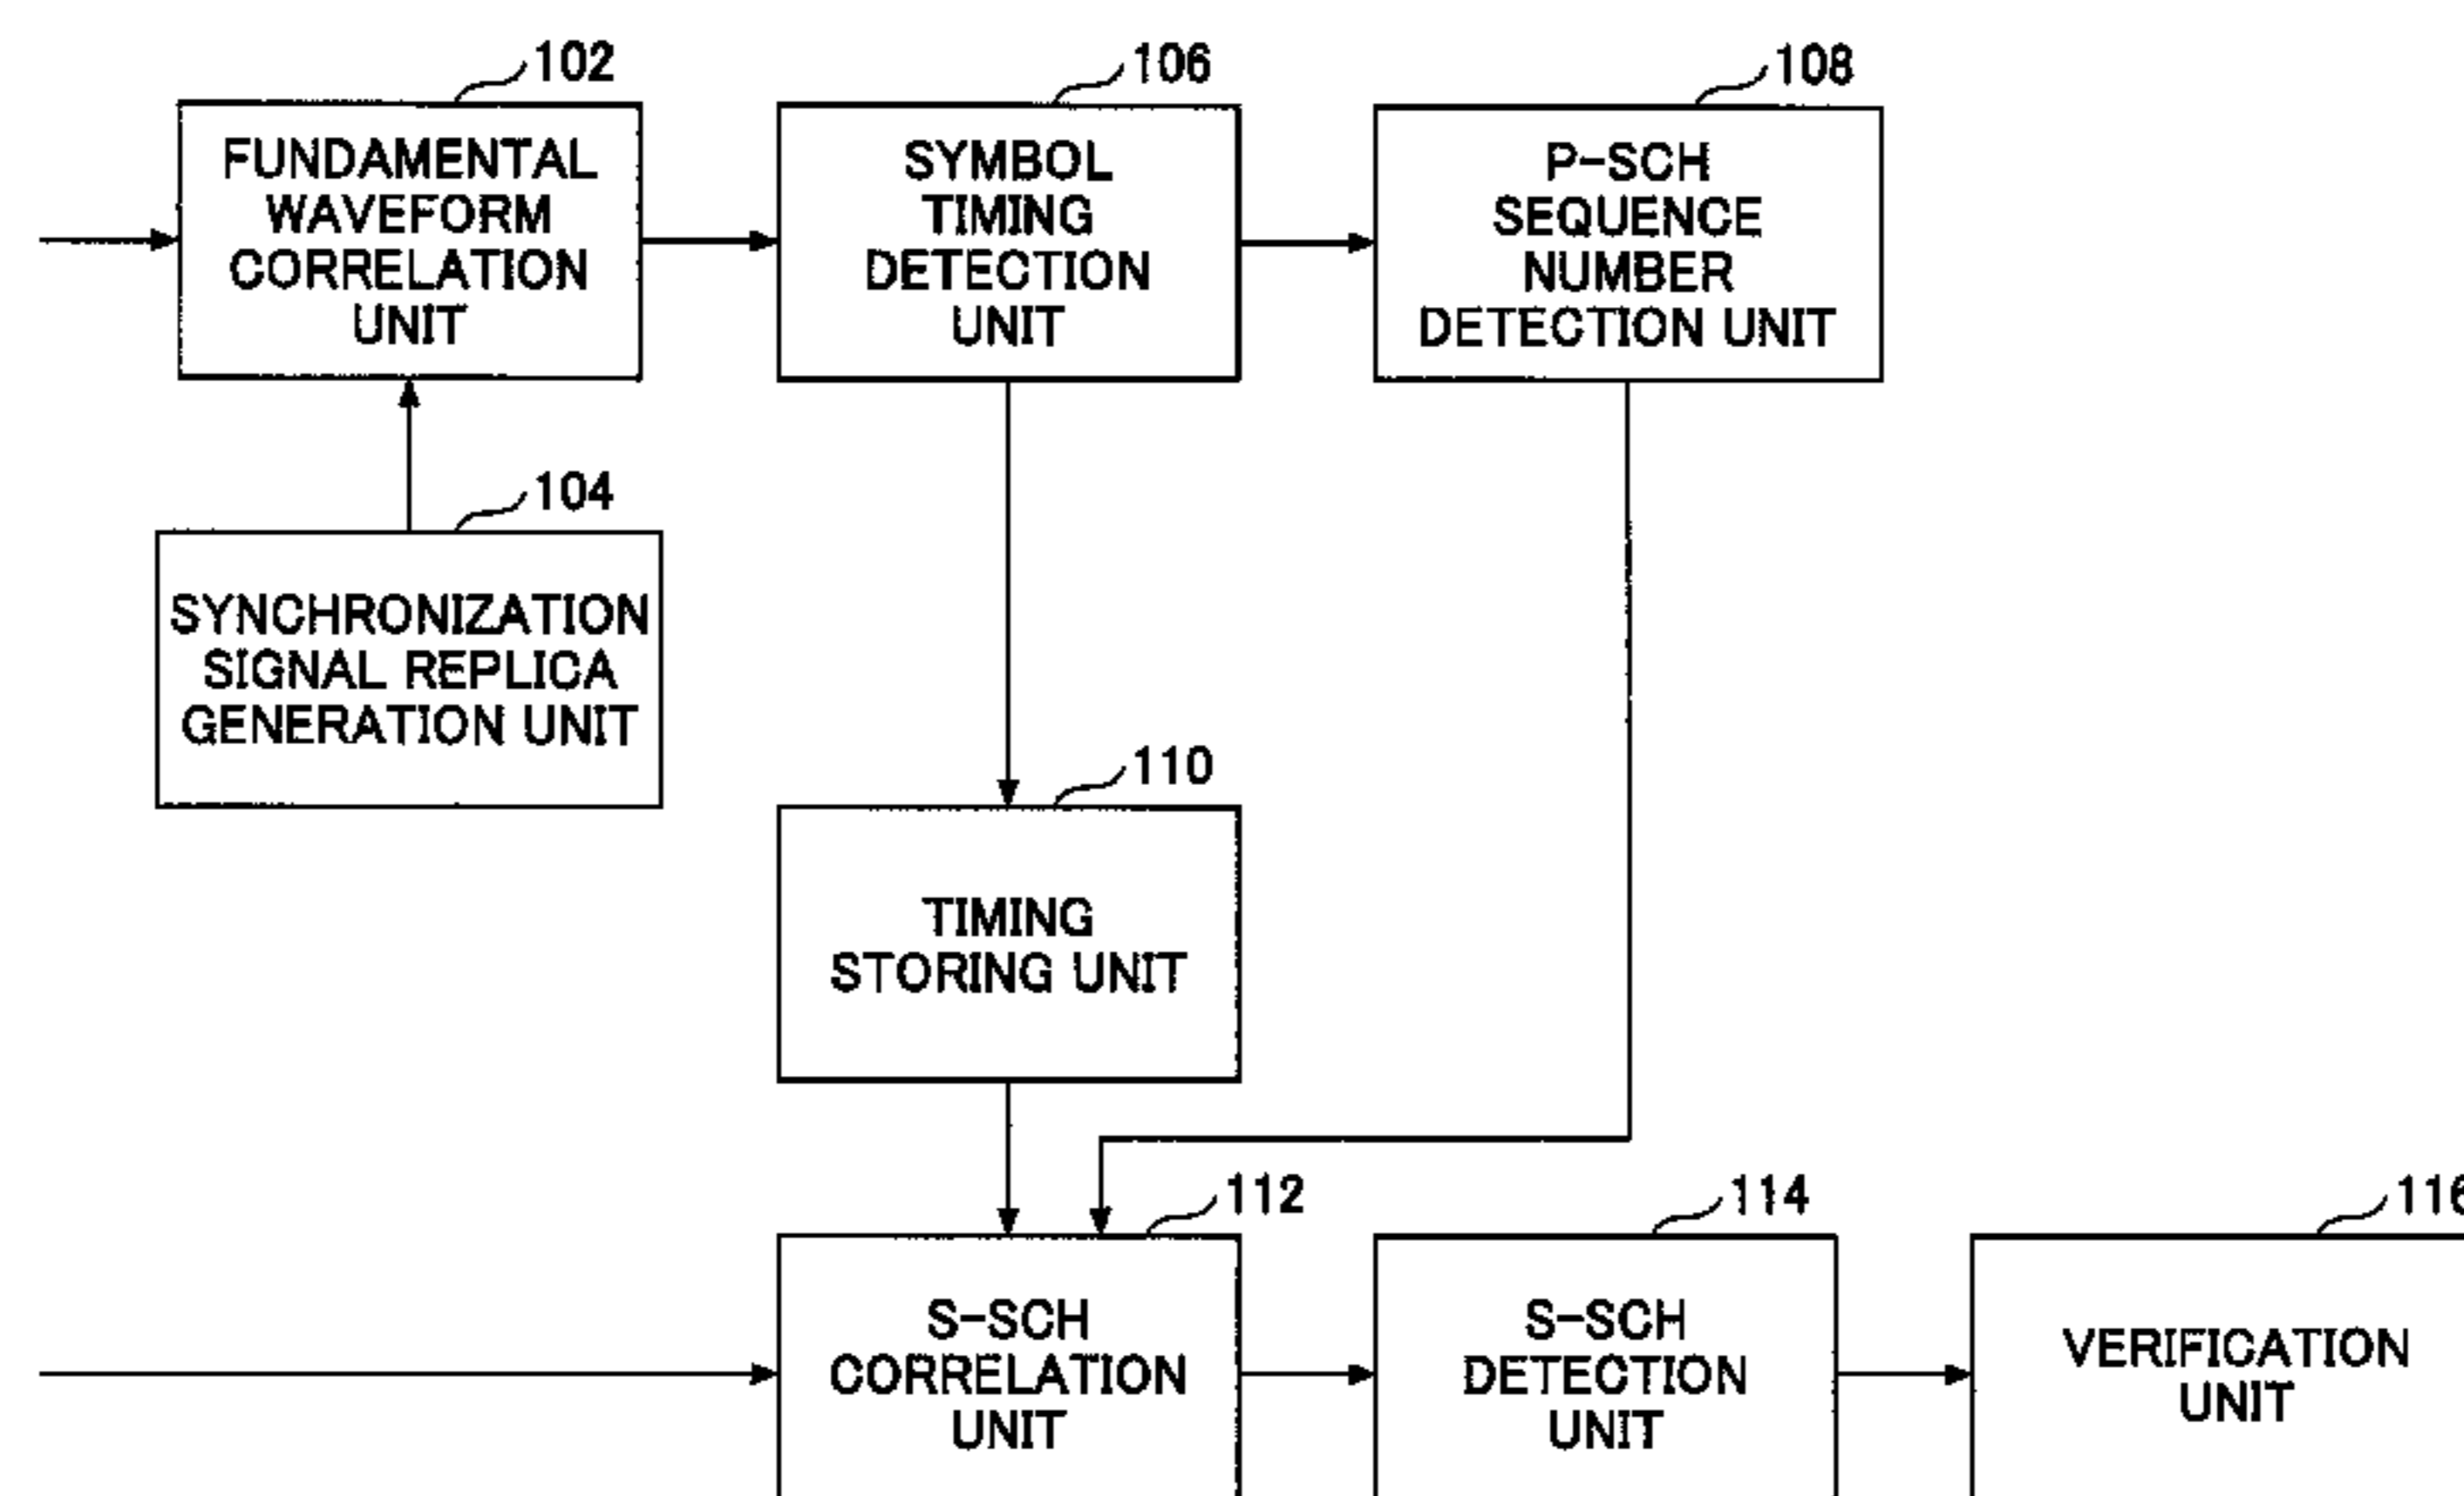 102
FUNDAMENTAL
WAVEFORM
CORRELATION
UNIT
106
SYMBOL
TIMING
DETECTION
UNIT
108
P-SCH
SEQUENCE
NUMBER
DETECTION UNIT
104
SYNCHRONIZATION
SIGNAL REPLICA
GENERATION UNIT
110
TIMING
STORING UNIT
112
S-SCH
CORRELATION
UNIT
114
S-SCH
DETECTION
UNIT
116
VERIFICATION
UNIT